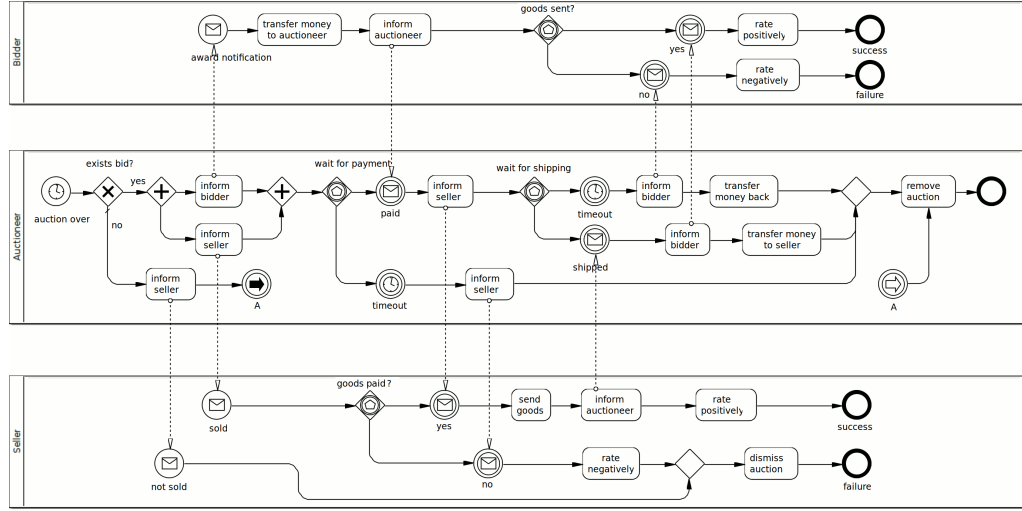 Bidder
goods sent?
transfer money
to auctioneer
inform
auctioneer
award notification
yes
rate
positively
success
no
rate
negatively
failure
Auctioneer
exists bid?
yes
no
auction over
inform
bidder
inform
seller
inform
seller
A
wait for payment
paid
timeout
inform
seller
inform
seller
wait for shipping
timeout
shipped
inform
bidder
transfer
money back
inform
bidder
transfer money
to seller
remove
auction
A
Seller
sold
not sold
goods paid?
yes
no
send
goods
inform
auctioneer
rate
positively
success
rate
negatively
dismiss
auction
failure